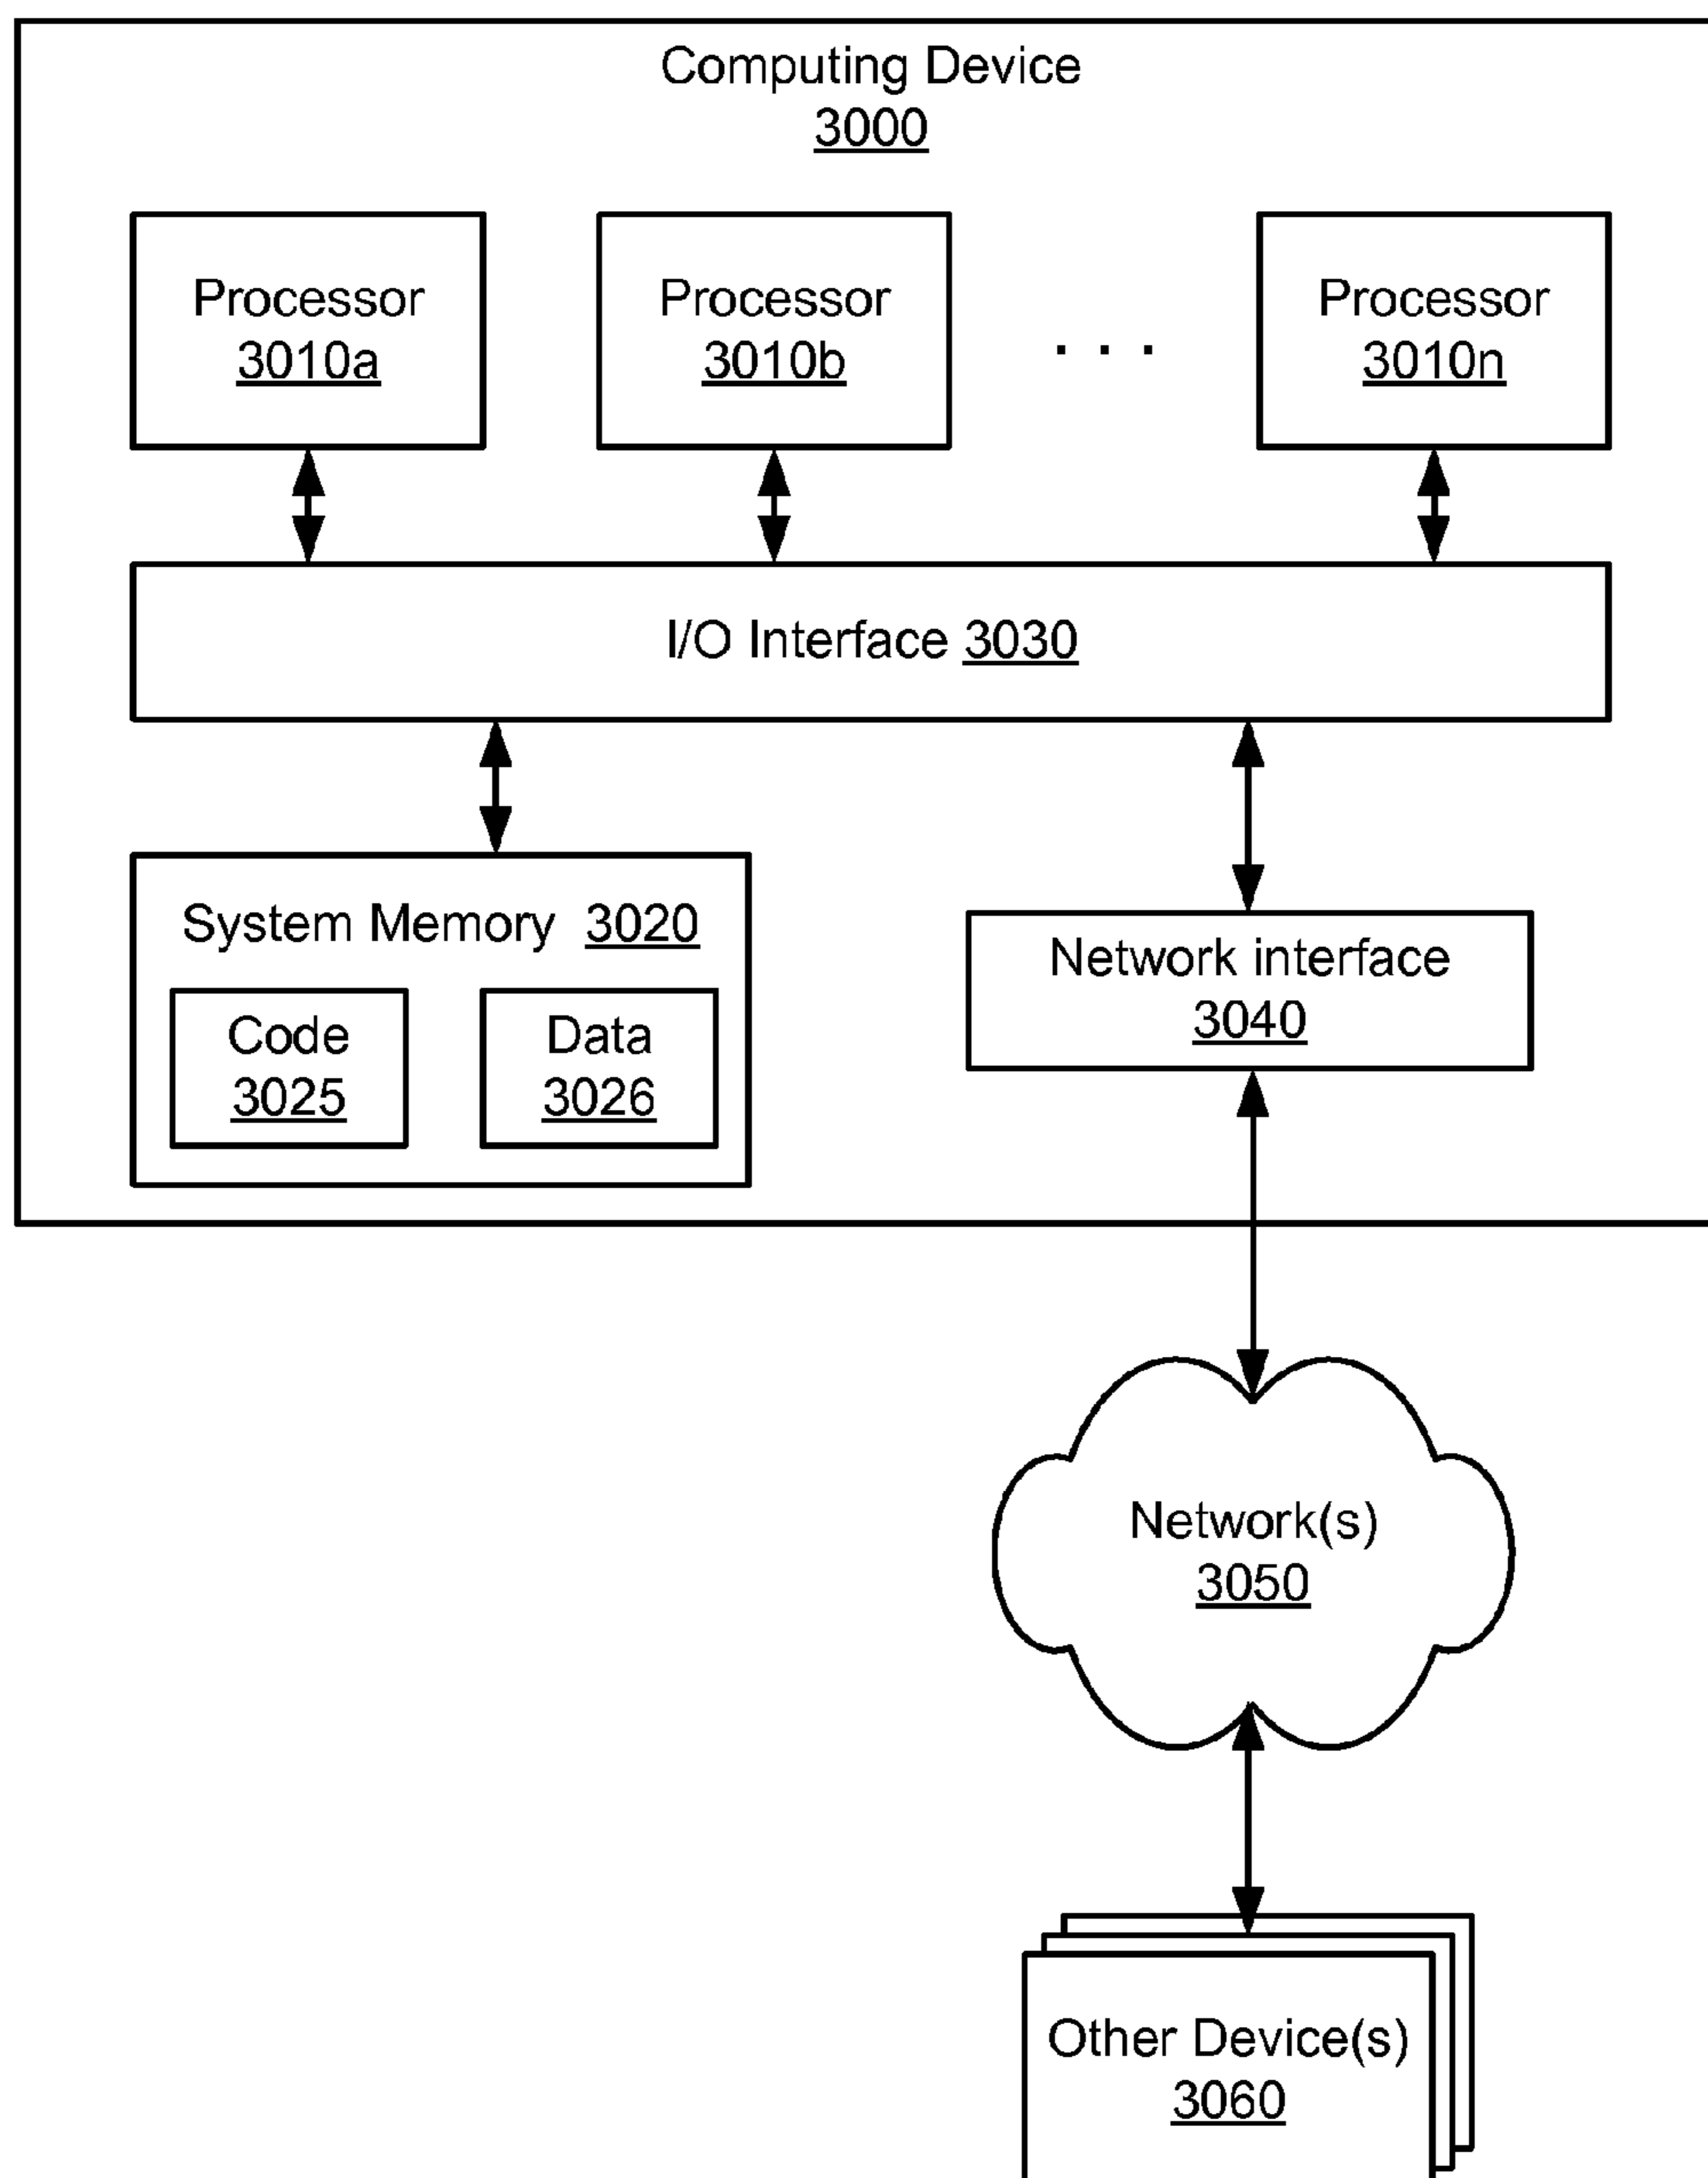 Computing Device
3000
Processor
3010a
Processor
3010b
. . .
Processor
3010n
I/O Interface 3030
System Memory 3020
Code
3025
Data
3026
Network interface
3040
Network(s)
3050
Other Device(s)
3060